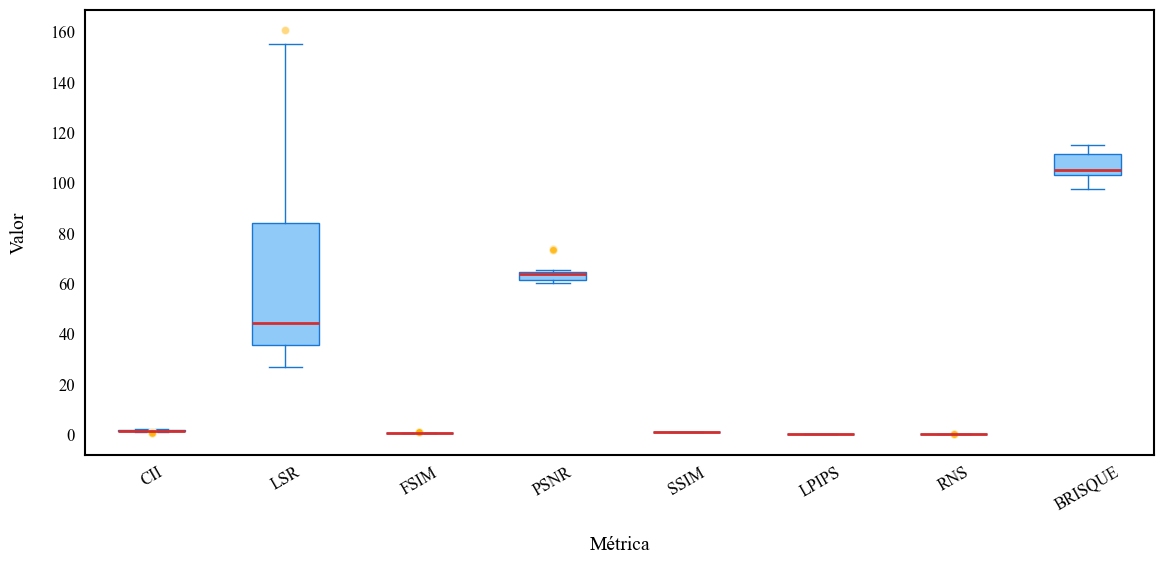 160
140
120
100
80
60
40
20
0
Valor
CII
LSR
FSIM
PSNR
SSIM
LPIPS
RNS
BRISQUE
Métrica